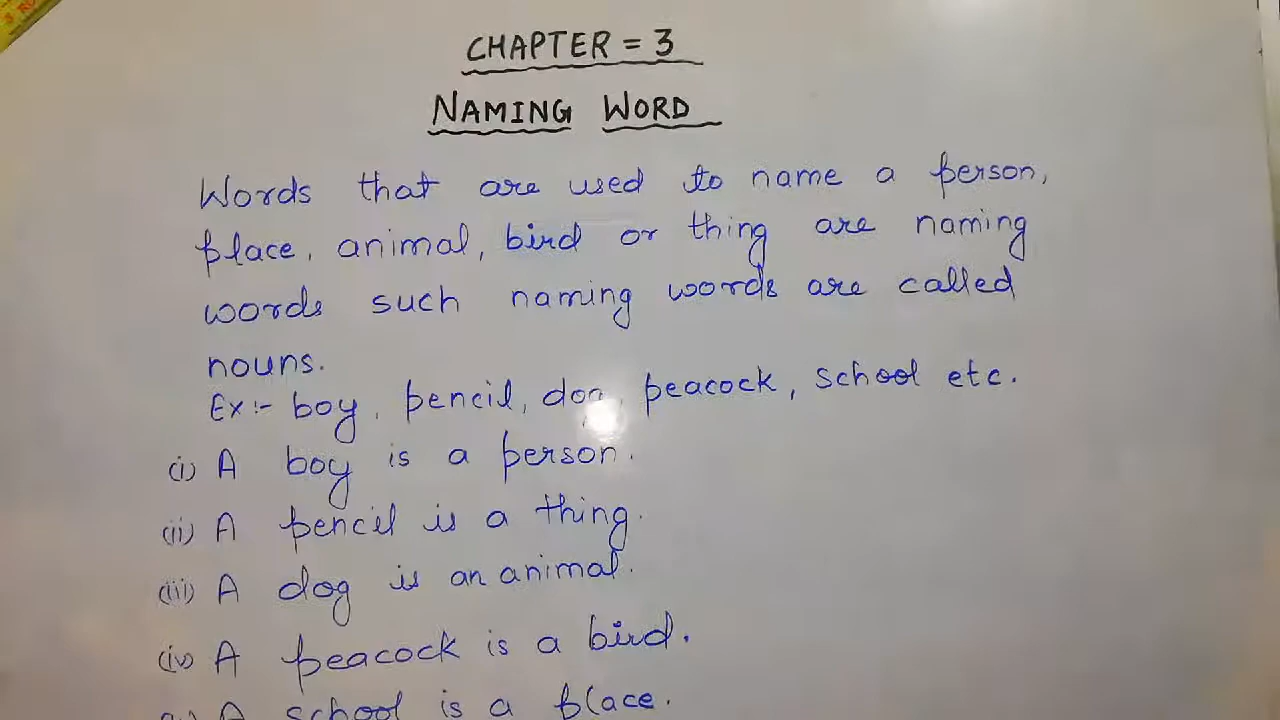 CHAPTER = 3
NAMING WORD
Words that are used to name a person,
place, animal, bird or thing are naming
words such naming words are called
nouns.
Ex :- boy, pencil, dog, peacock, school etc.
(i) A boy is a person.
(ii) A pencil is a thing.
(iii) A dog is an animal.
(iv) A peacock is a bird.
(v) A school is a place.